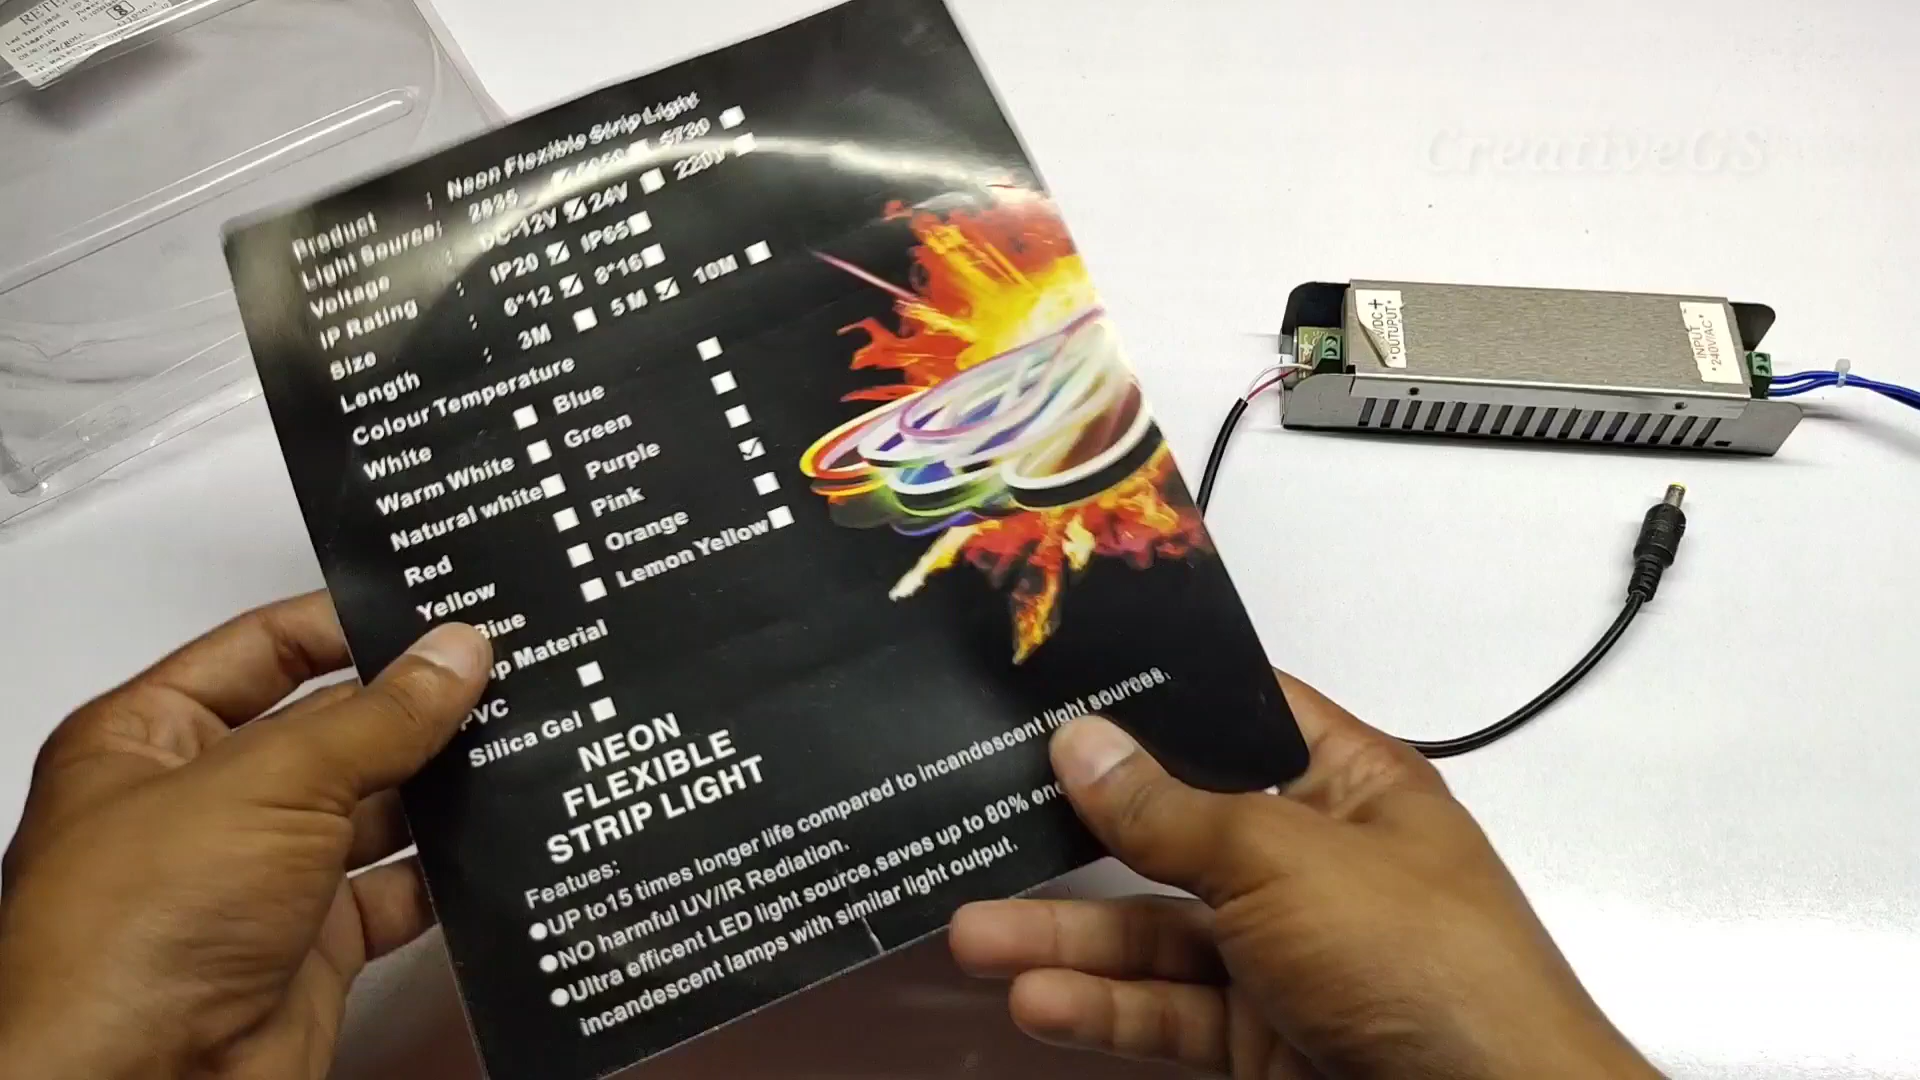 Product : Neon Flexible Strip Light
Light Source: 2835 5050 5730
Voltage : DC-12V 24V 220V
IP Rating : IP20 IP65
Size : 6*12 8*16
Length : 3M 5M 10M
Colour Temperature
White Blue
Warm White Green
Natural white Purple
Red Pink
Yellow Orange
Blue Lemon Yellow
Material
PVC
Silica Gel
NEON
FLEXIBLE
STRIP LIGHT
Featues:
●UP to15 times longer life compared to incandescent light sources.
●NO harmful UV/IR Rediation.
●Ultra efficent LED light source,saves up to 80%
incandescent lamps with similar light output.
CreativeGS
/DC+
*OUTUPUT*
INPUT
240V/AC*